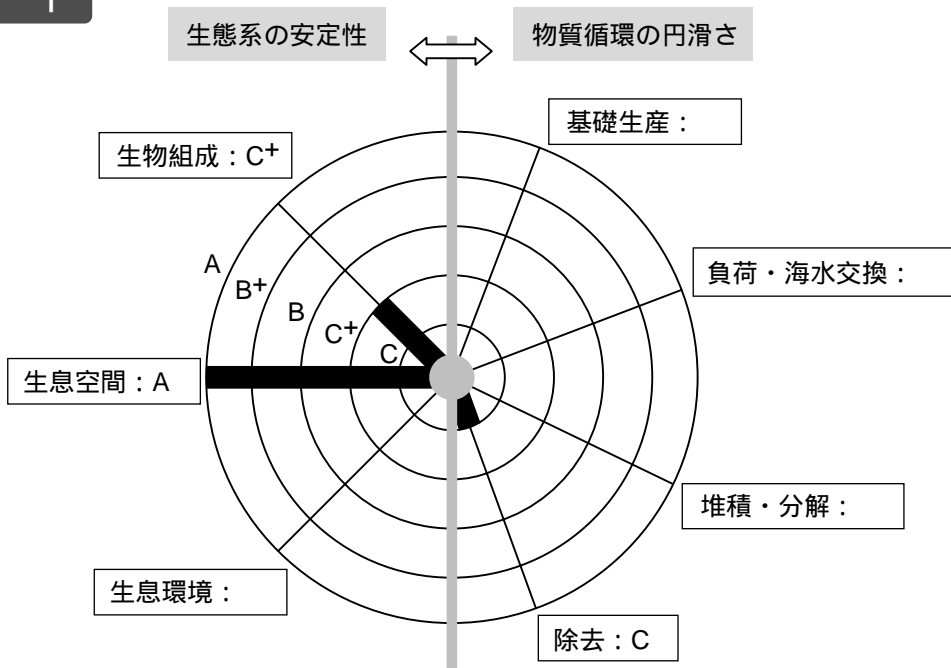 生態系の安定性
物質循環の円滑さ
基礎生産：
生物組成：C+
負荷・海水交換：
A
B+
B
C+
C
生息空間：A
堆積・分解：
生息環境：
除去：C